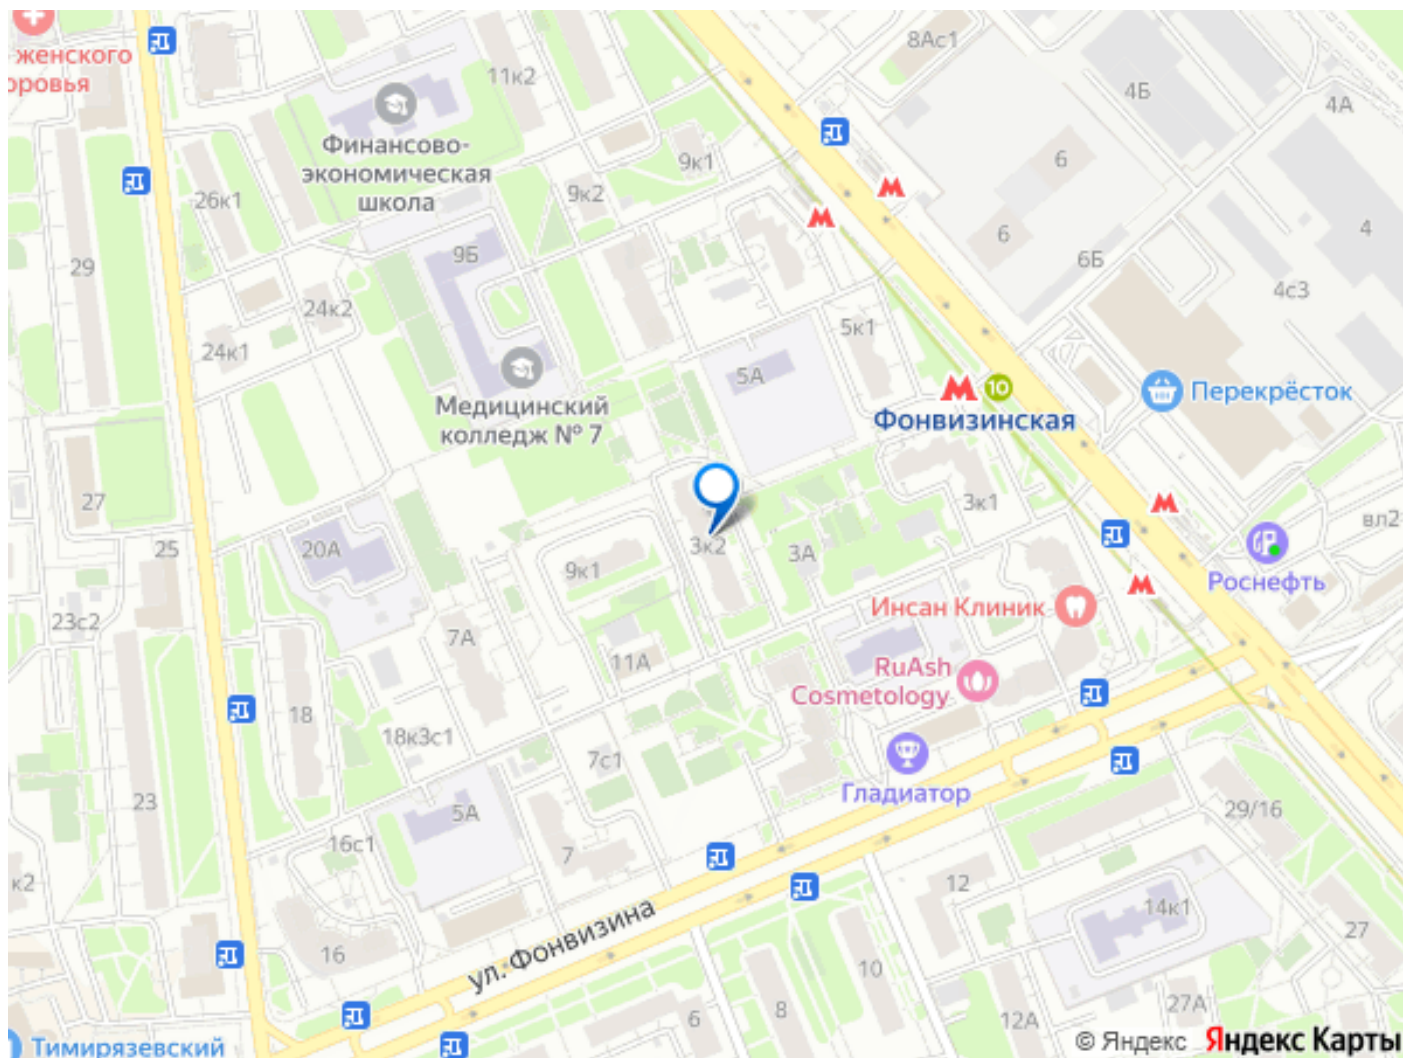 женского
оровья
11к2
8Ас1
4Б
4А
Финансово-
экономическая
школа
9к1
6
26к1
9к2
29
9Б
6
4
6Б
4с3
24к2
5к1
24к1
5А
10
Перекрёсток
Медицинский
колледж № 7
Фонвизинская
27
3к1
вл2
25
20А
3к2
3А
9к1
Роснефть
Инсан Клиник
23с2
7А
11А
RuAsh
Cosmetology
18
18к3с1
7с1
Гладиатор
23
5А
29/16
16с1
7
к2
12
14к1
ул. Фонвизина
27
16
10
8
6
12А
27А
Тимирязевский
© Яндекс Яндекс Карты